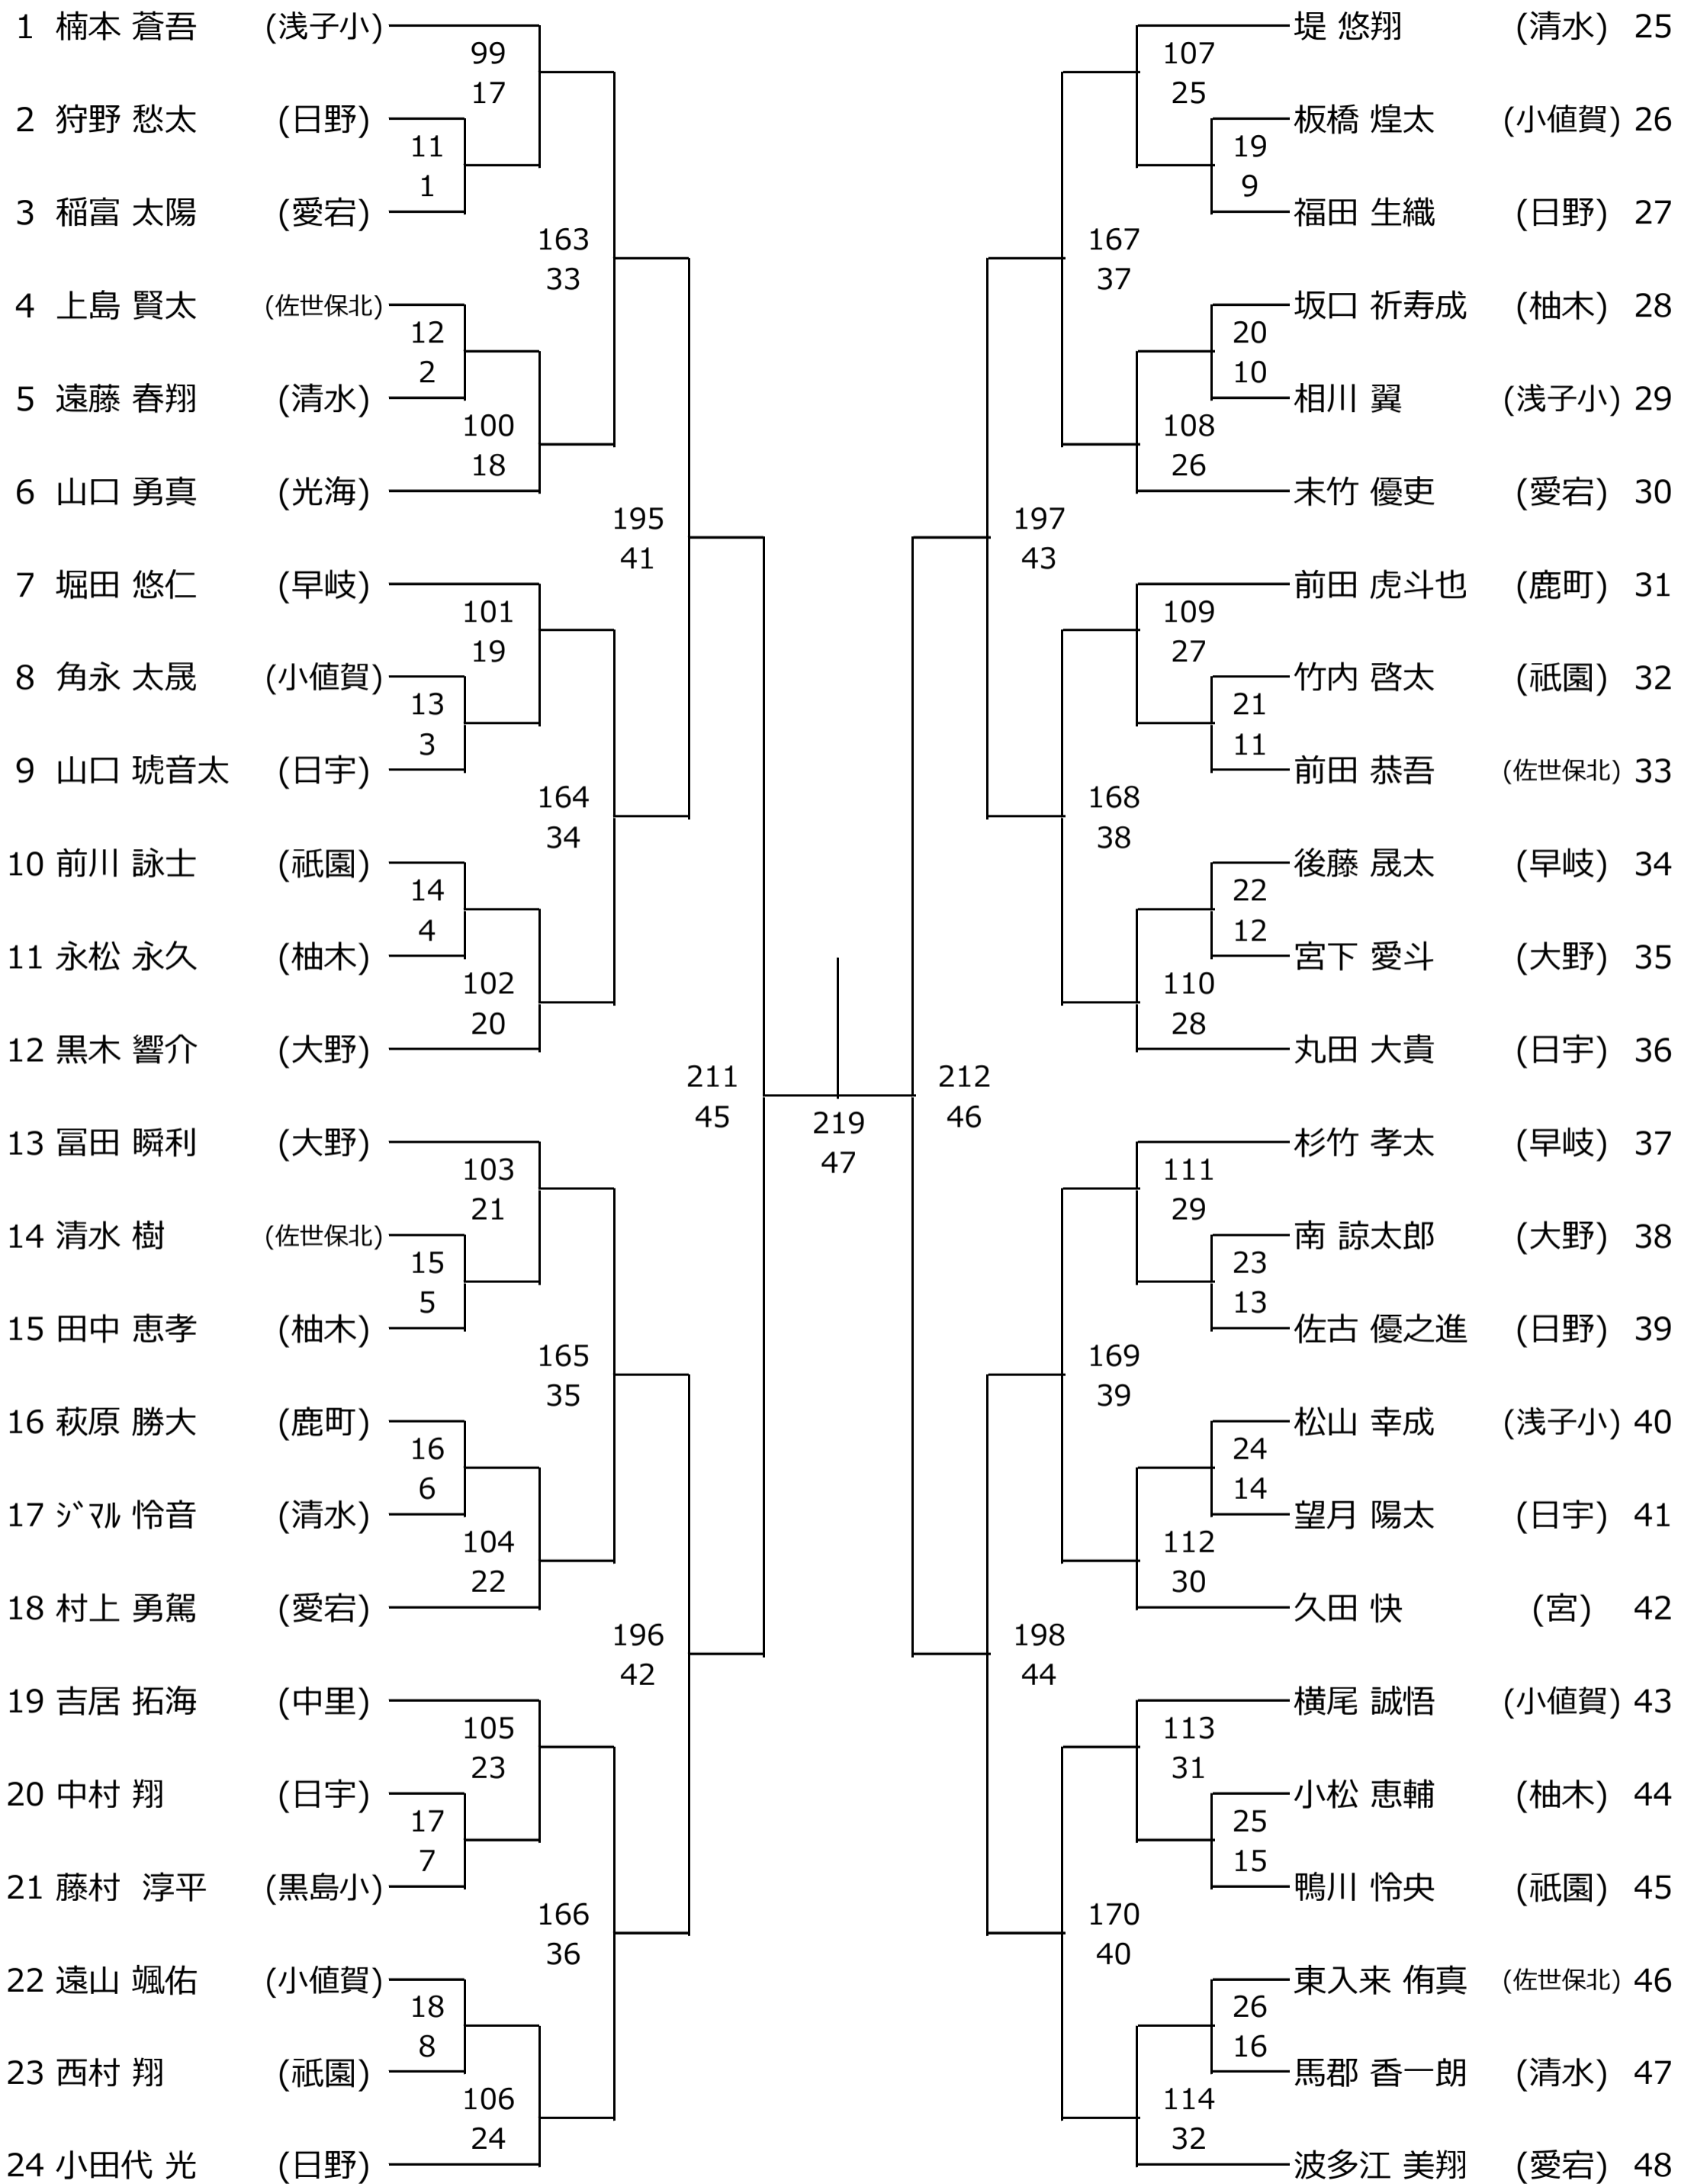 1 楠本 蒼吾 (浅子小) 堤 悠翔 (清水) 25
99 107
17 25
2 狩野 愁太 (日野) 板橋 煌太 (小値賀) 26
11 19
1 9
3 稲富 太陽 (愛宕) 福田 生織 (日野) 27
163 167
33 37
4 上島 賢太 (佐世保北) 坂口 祈寿成 (柚木) 28
12 20
2 10
5 遠藤 春翔 (清水) 相川 翼 (浅子小) 29
100 108
18 26
6 山口 勇真 (光海) 末竹 優吏 (愛宕) 30
195 197
41 43
7 堀田 悠仁 (早岐) 前田 虎斗也 (鹿町) 31
101 109
19 27
8 角永 太晟 (小値賀) 竹内 啓太 (祇園) 32
13 21
3 11
9 山口 琥音太 (日宇) 前田 恭吾 (佐世保北) 33
164 168
34 38
10 前川 詠士 (祇園) 後藤 晟太 (早岐) 34
14 22
4 12
11 永松 永久 (柚木) 宮下 愛斗 (大野) 35
102 110
20 28
12 黒木 響介 (大野) 丸田 大貴 (日宇) 36
211 212
45 219 46
47
13 冨田 瞬利 (大野) 杉竹 孝太 (早岐) 37
103 111
21 29
14 清水 樹 (佐世保北) 南 諒太郎 (大野) 38
15 23
5 13
15 田中 恵孝 (柚木) 佐古 優之進 (日野) 39
165 169
35 39
16 萩原 勝大 (鹿町) 松山 幸成 (浅子小) 40
16 24
6 14
17 ｼﾞﾏﾙ 怜音 (清水) 望月 陽太 (日宇) 41
104 112
22 30
18 村上 勇駕 (愛宕) 久田 快 (宮) 42
196 198
42 44
19 吉居 拓海 (中里) 横尾 誠悟 (小値賀) 43
105 113
23 31
20 中村 翔 (日宇) 小松 恵輔 (柚木) 44
17 25
7 15
21 藤村 淳平 (黒島小) 鴨川 怜央 (祇園) 45
166 170
36 40
22 遠山 颯佑 (小値賀) 東入来 侑真 (佐世保北) 46
18 26
8 16
23 西村 翔 (祇園) 馬郡 香一朗 (清水) 47
106 114
24 32
24 小田代 光 (日野) 波多江 美翔 (愛宕) 48